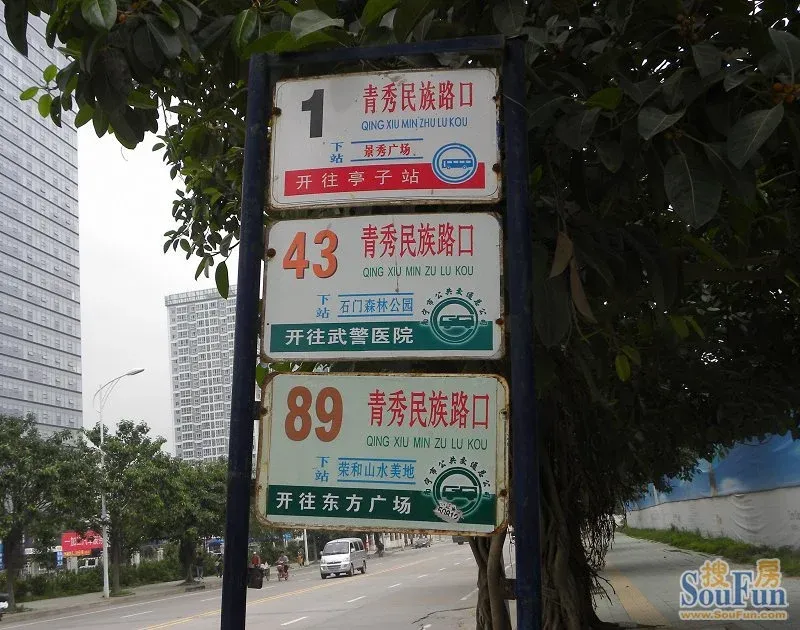 1
青秀民族路口
QING XIU MIN ZHU LU KOU
下站
景秀广场
开往亭子站
43
青秀民族路口
QING XIU MIN ZU LU KOU
下站
石门森林公园
开往武警医院
89
青秀民族路口
QING XIU MIN ZU LU KOU
下站
荣和山水美地
开往东方广场
搜房
SouFun
www.SouFun.com